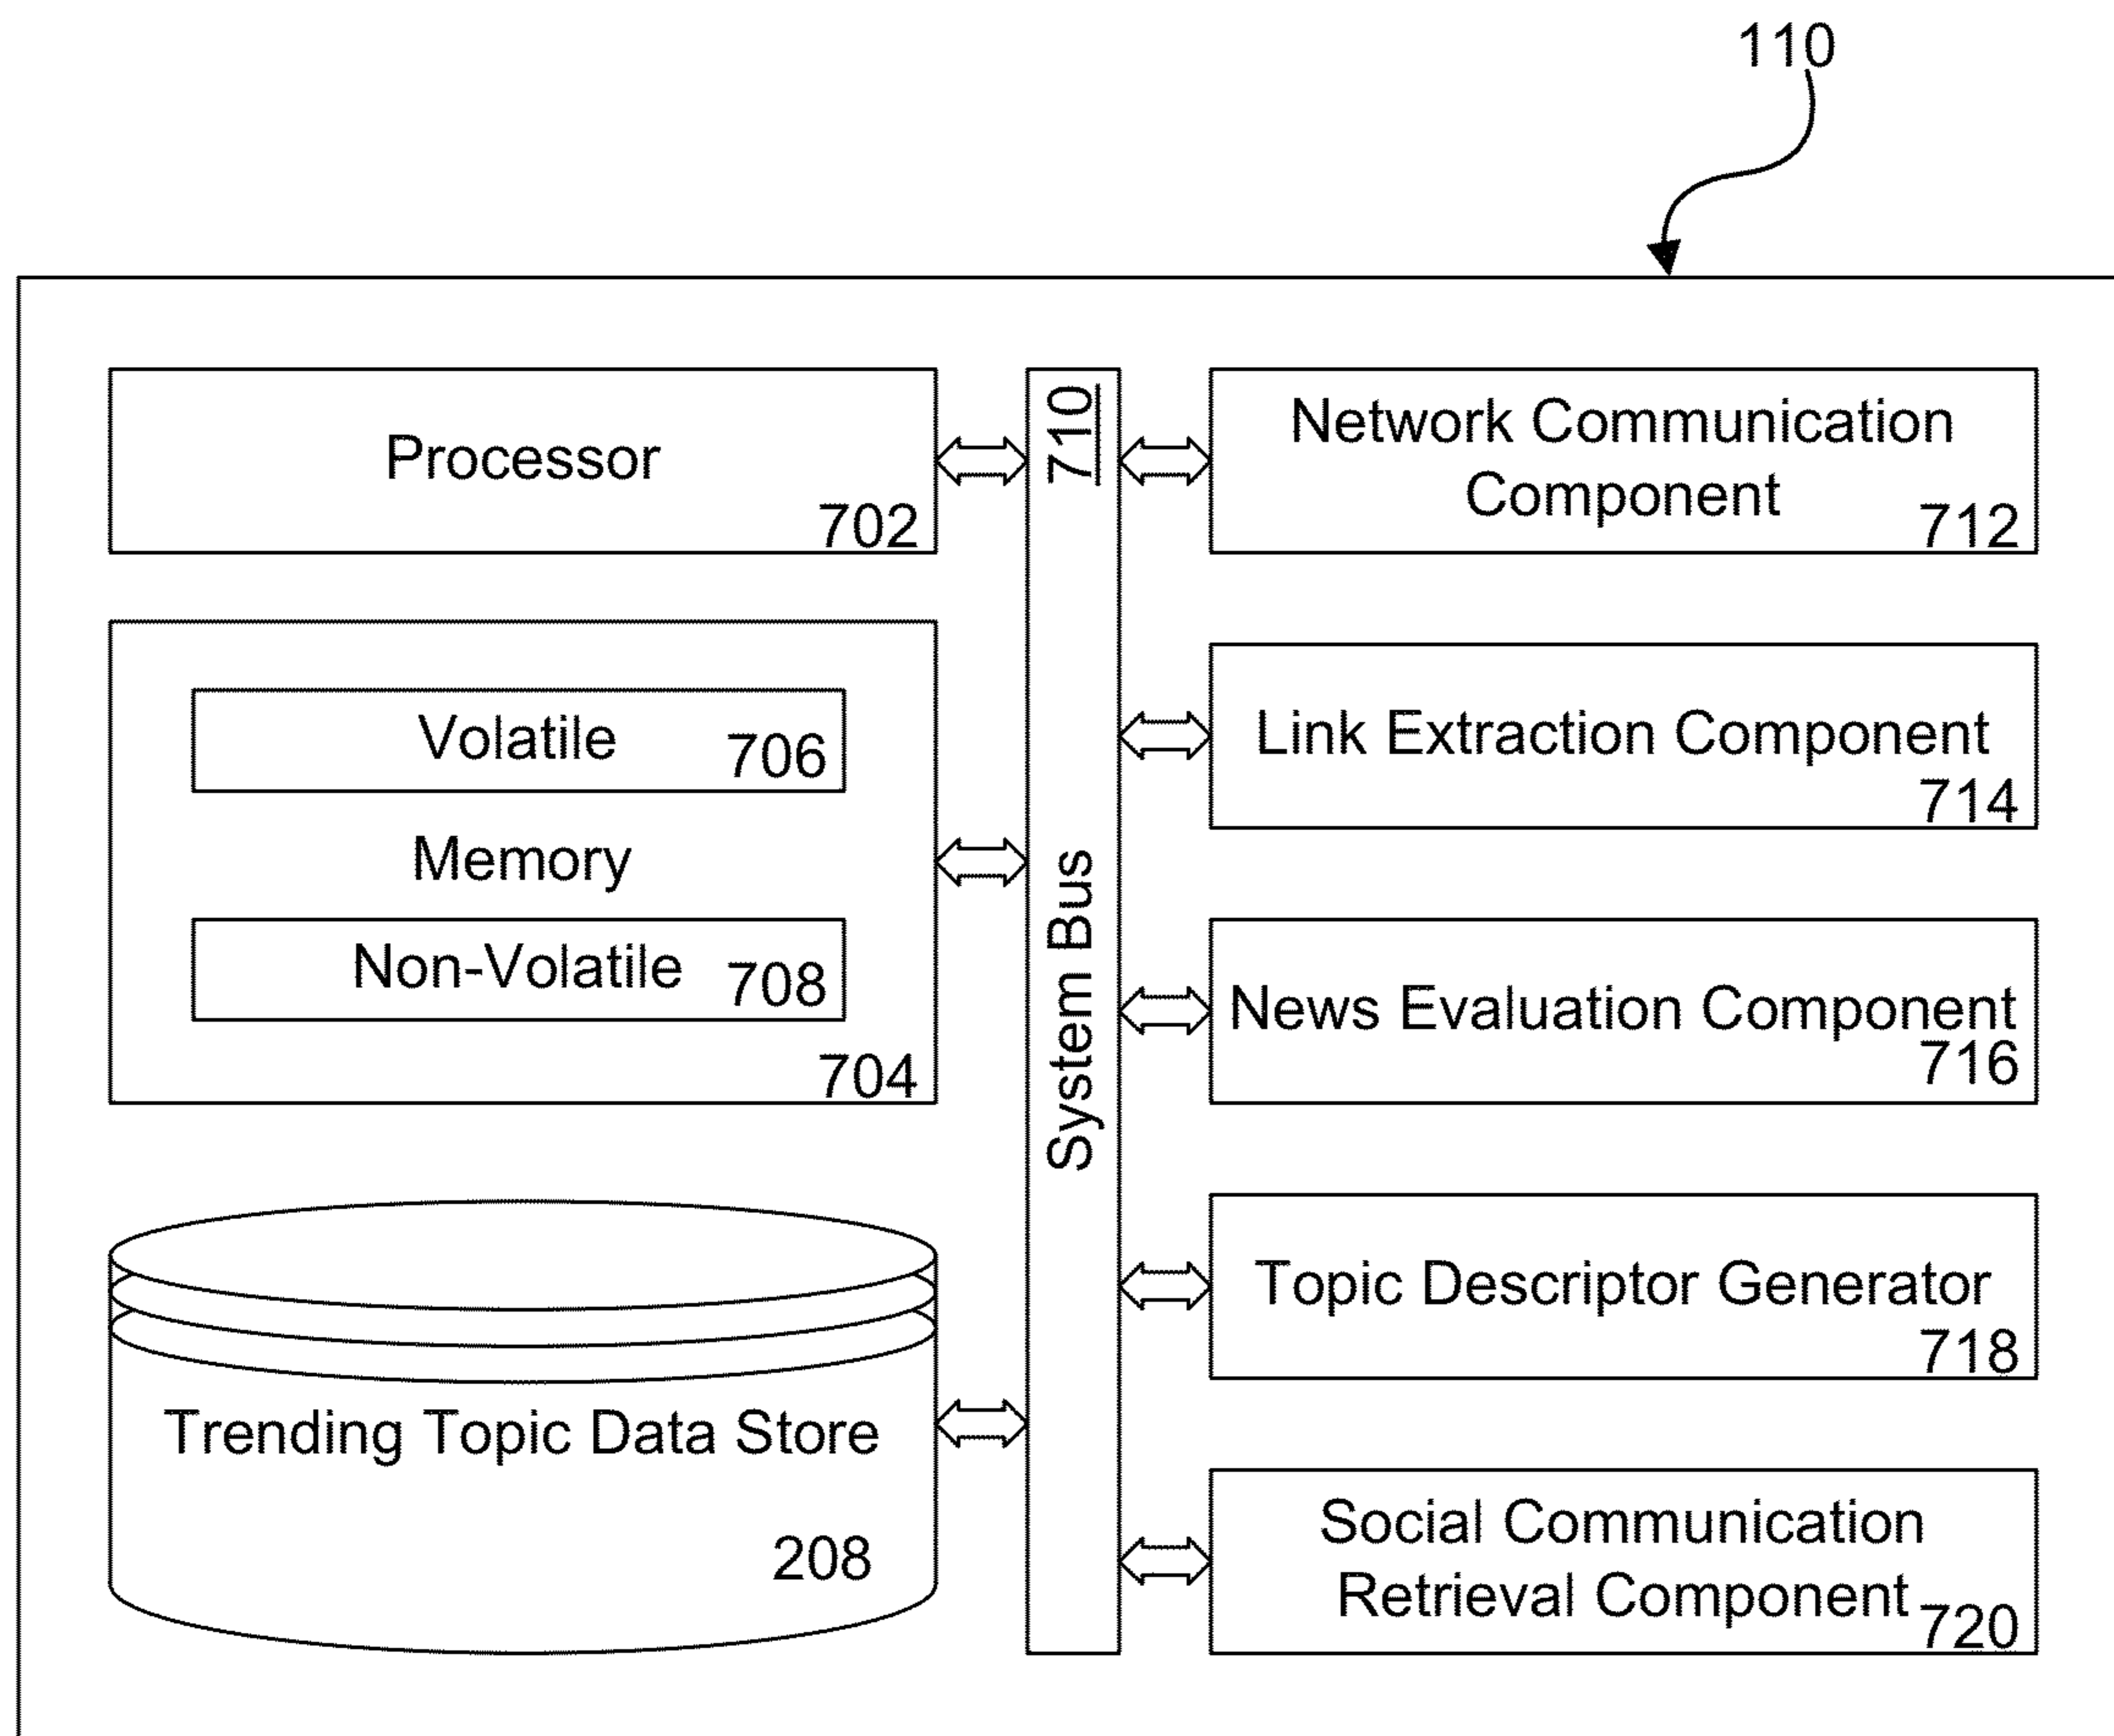 110
Processor
702
Volatile
706
Memory
Non-Volatile
708
704
Trending Topic Data Store
208
710
System Bus
Network Communication
Component
712
Link Extraction Component
714
News Evaluation Component
716
Topic Descriptor Generator
718
Social Communication
Retrieval Component
720